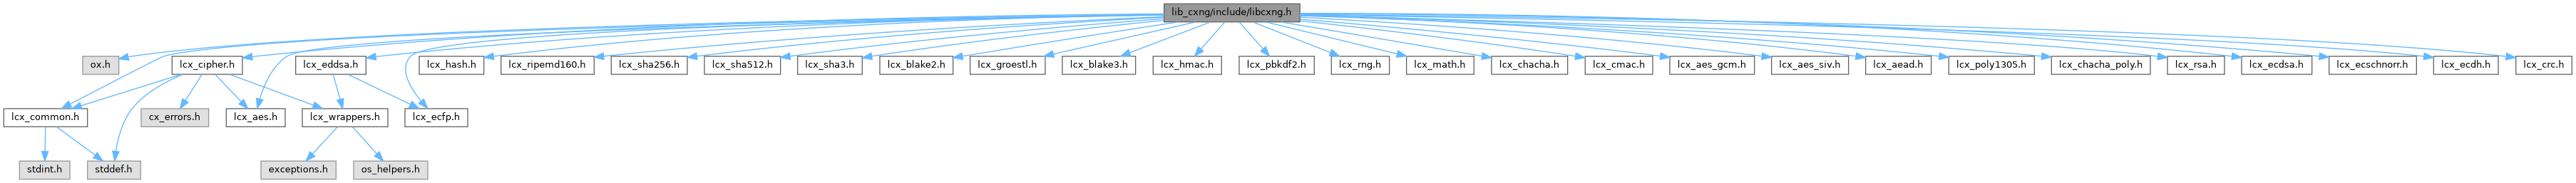 lib_cxng/include/libcxng.h
ox.h
lcx_cipher.h
lcx_eddsa.h
lcx_hash.h
lcx_ripemd160.h
lcx_sha256.h
lcx_sha512.h
lcx_sha3.h
lcx_blake2.h
lcx_groestl.h
lcx_blake3.h
lcx_hmac.h
lcx_pbkdf2.h
lcx_rng.h
lcx_math.h
lcx_chacha.h
lcx_cmac.h
lcx_aes_gcm.h
lcx_aes_siv.h
lcx_aead.h
lcx_poly1305.h
lcx_chacha_poly.h
lcx_rsa.h
lcx_ecdsa.h
lcx_ecschnorr.h
lcx_ecdh.h
lcx_crc.h
lcx_common.h
cx_errors.h
lcx_aes.h
lcx_wrappers.h
lcx_ecfp.h
stdint.h
stddef.h
exceptions.h
os_helpers.h